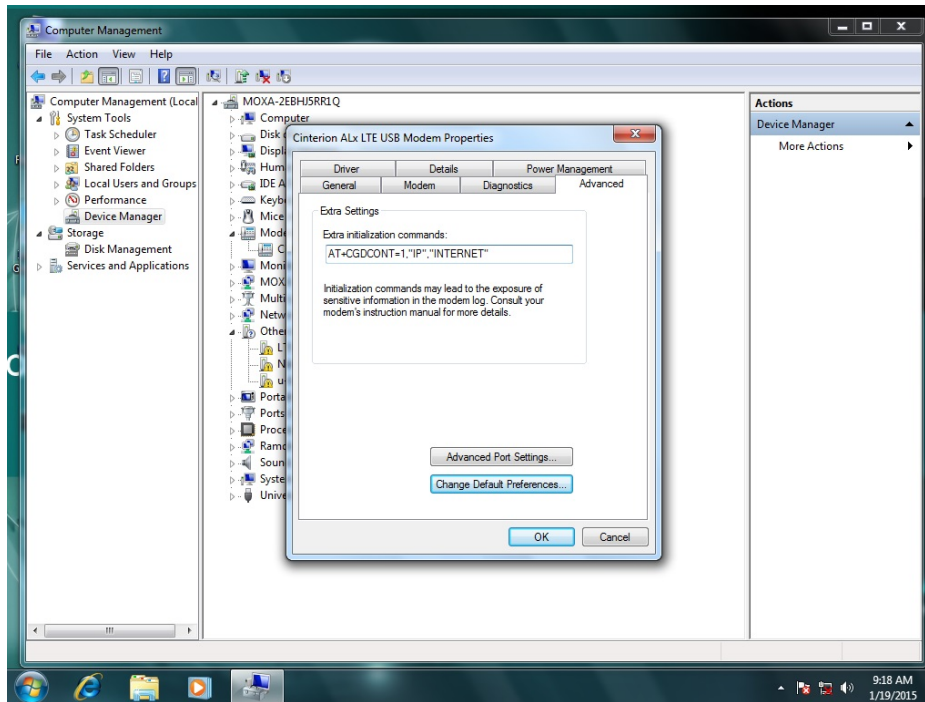 Computer Management
File Action View Help
Computer Management (Local
System Tools
Task Scheduler
Event Viewer
Shared Folders
Local Users and Groups
Performance
Device Manager
Storage
Disk Management
Services and Applications
MOXA-2EBHJ5RR1Q
Computer
Disk
Displ
Hum
IDE A
Keyb
Mice
Mode
C
Moni
MOX
Multi
Netw
Othe
LT
N
u
Porta
Ports
Proce
Ramd
Soun
Syste
Unive
Cinterion ALx LTE USB Modem Properties
Driver Details Power Management
General Modem Diagnostics Advanced
Extra Settings
Extra initialization commands:
AT+CGDCONT=1,"IP","INTERNET"
Initialization commands may lead to the exposure of
sensitive information in the modem log. Consult your
modem's instruction manual for more details.
Advanced Port Settings...
Change Default Preferences...
OK Cancel
Actions
Device Manager
More Actions
9:18 AM
1/19/2015